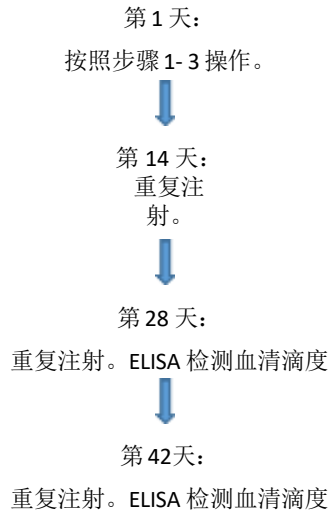 第 1 天：
按照步骤 1- 3 操作。
第 14 天：
重复注
射。
第 28 天：
重复注射。ELISA 检测血清滴度
第 42天：
重复注射。ELISA 检测血清滴度